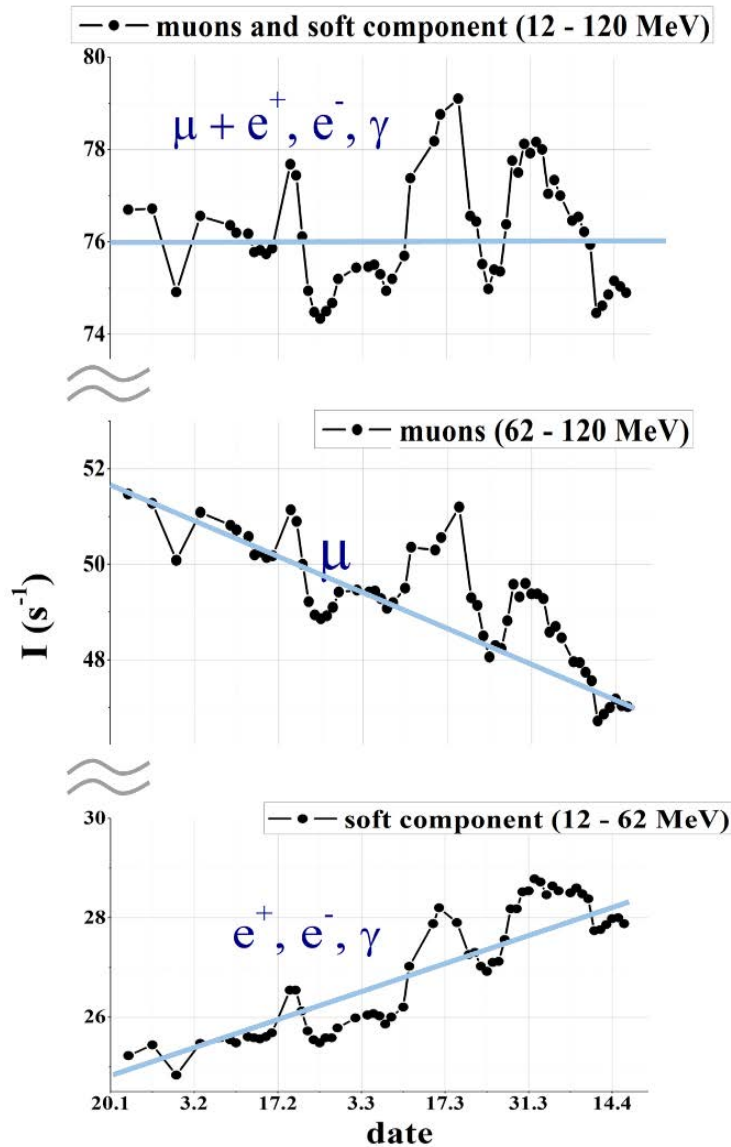 muons and soft component (12 - 120 MeV)
80
μ + e⁺, e⁻, γ
78
76
74
muons (62 - 120 MeV)
52
μ
50
I (s⁻¹)
48
soft component (12 - 62 MeV)
30
e⁺, e⁻, γ
28
26
20.1 3.2 17.2 3.3 17.3 31.3 14.4
date